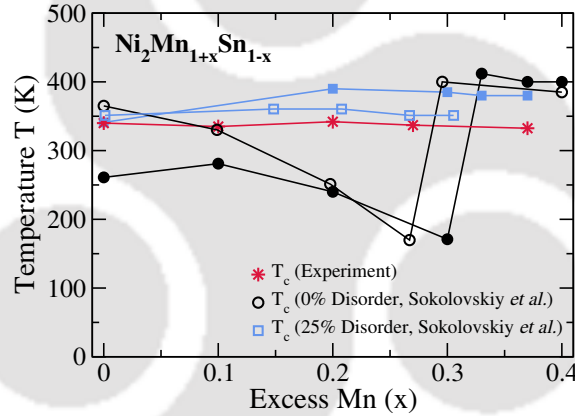 Ni2Mn1+xSn1-x
Temperature T (K)
500
400
300
200
100
0
Tc (Experiment)
Tc (0% Disorder, Sokolovskiy et al.)
Tc (25% Disorder, Sokolovskiy et al.)
0 0.1 0.2 0.3 0.4
Excess Mn (x)